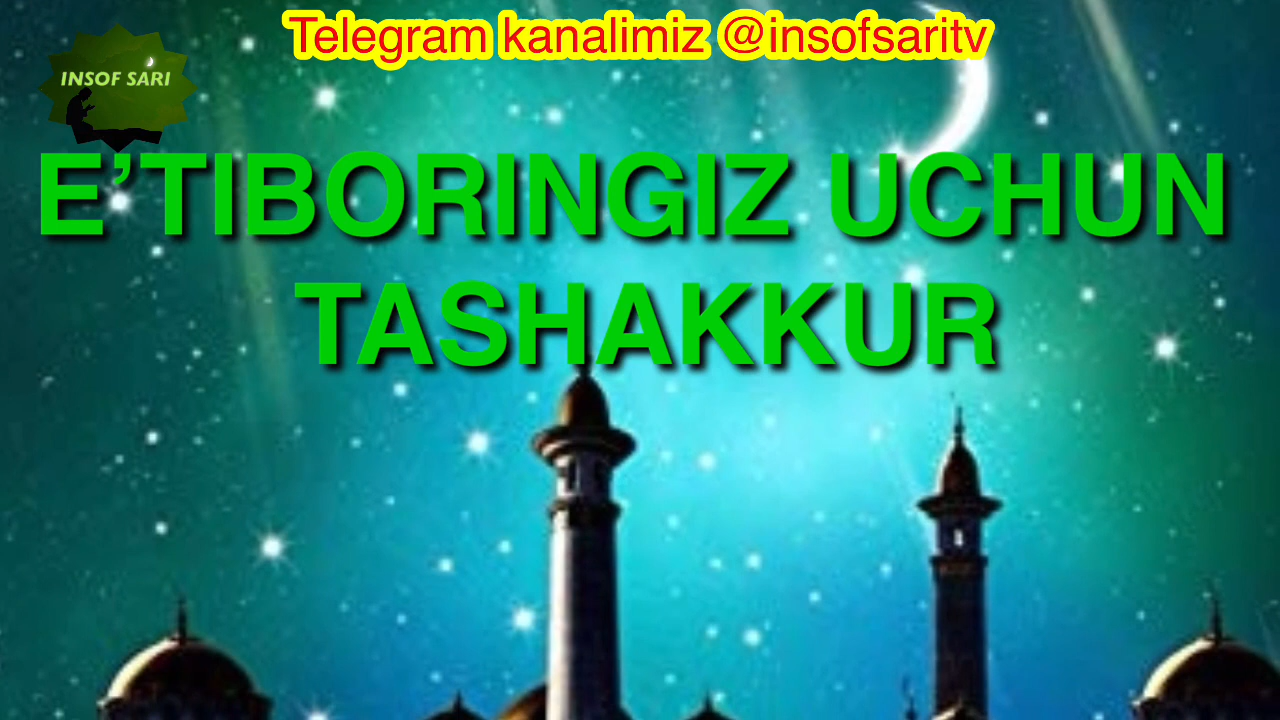 Telegram kanalimiz @insofsaritv
INSOF SARI
E’TIBORINGIZ UCHUN
TASHAKKUR